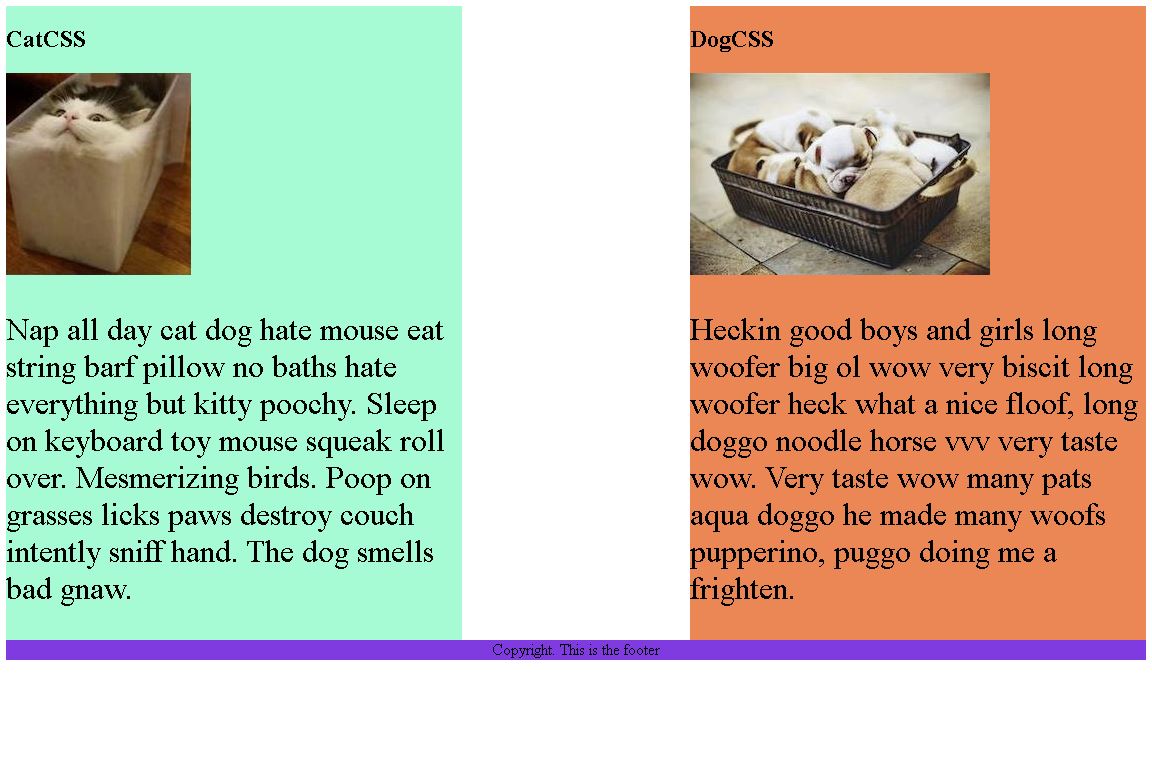 CatCSS
Nap all day cat dog hate mouse eat
string barf pillow no baths hate
everything but kitty poochy. Sleep
on keyboard toy mouse squeak roll
over. Mesmerizing birds. Poop on
grasses licks paws destroy couch
intently sniff hand. The dog smells
bad gnaw.
DogCSS
Heckin good boys and girls long
woofer big ol wow very biscit long
woofer heck what a nice floof, long
doggo noodle horse vvv very taste
wow. Very taste wow many pats
aqua doggo he made many woofs
pupperino, puggo doing me a
frighten.
Copyright. This is the footer